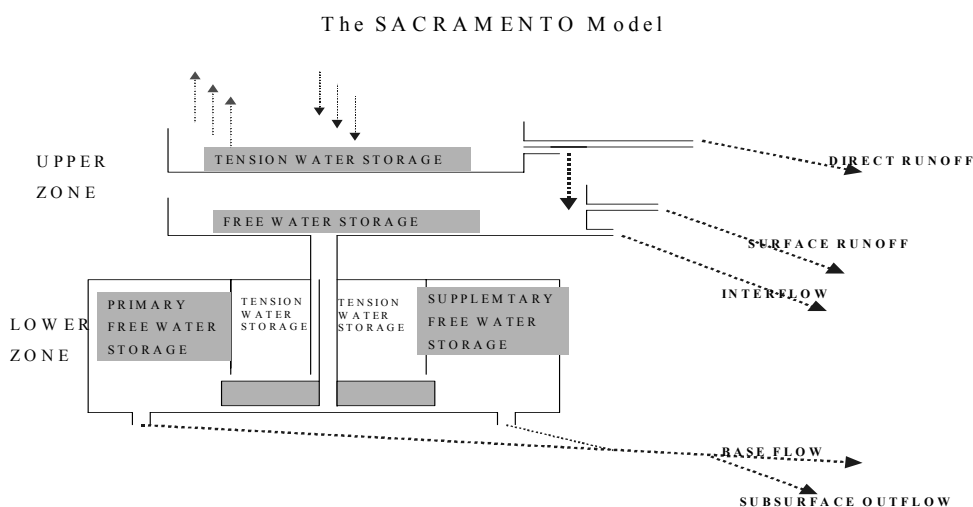 The SACRAMENTO Model
UPPER
ZONE
TENSION WATER STORAGE
DIRECT RUNOFF
FREE WATER STORAGE
SURFACE RUNOFF
INTERFLOW
LOWER
ZONE
PRIMARY
FREE WATER
STORAGE
TENSION
WATER
STORAGE
TENSION
WATER
STORAGE
SUPPLEMTARY
FREE WATER
STORAGE
BASE FLOW
SUBSURFACE OUTFLOW